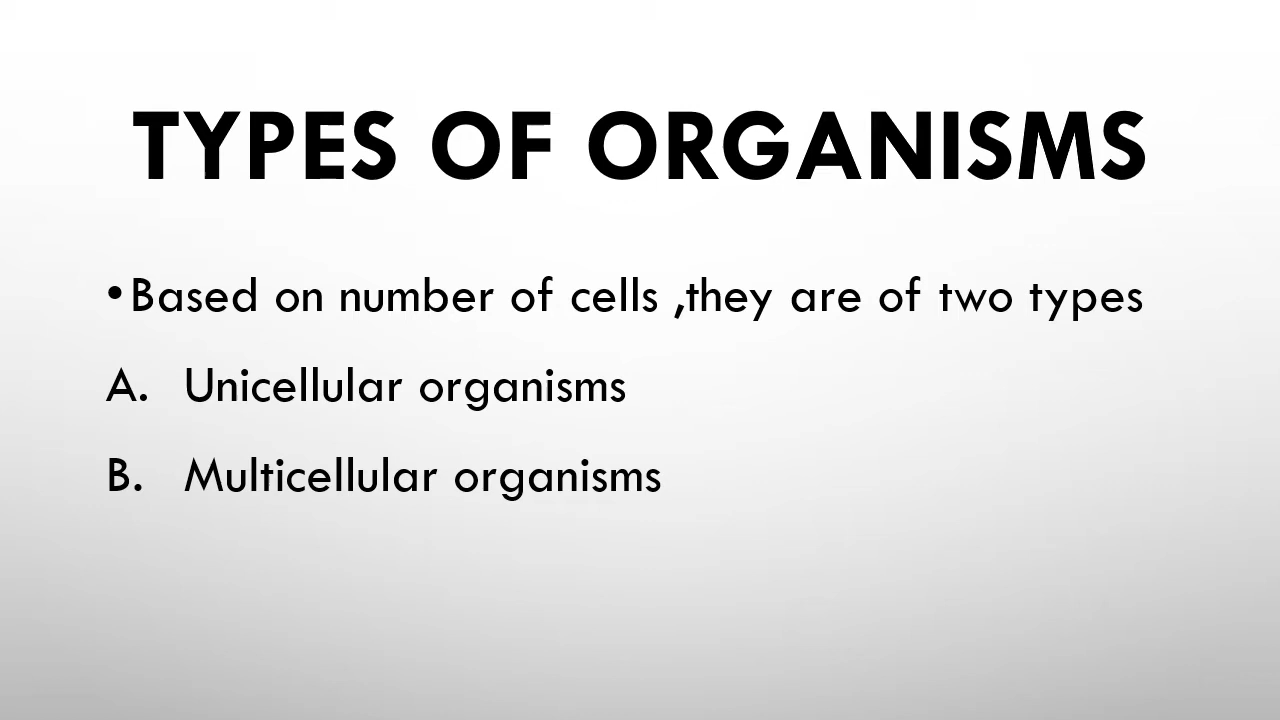 TYPES OF ORGANISMS
•Based on number of cells ,they are of two types
A. Unicellular organisms
B. Multicellular organisms